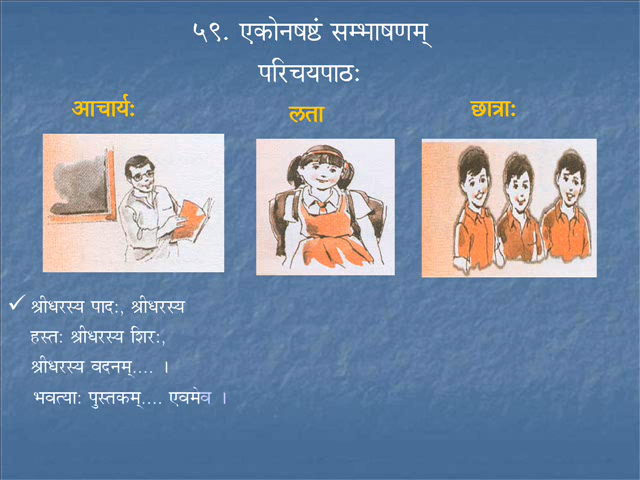 ५९. एकोनषष्ठं सम्भाषणम्
परिचयपाठः
आचार्यः
लता
छात्राः
श्रीधरस्य पादः, श्रीधरस्य
हस्तः श्रीधरस्य शिरः,
श्रीधरस्य वदनम्.... ।
भवत्याः पुस्तकम्.... एवमेव ।